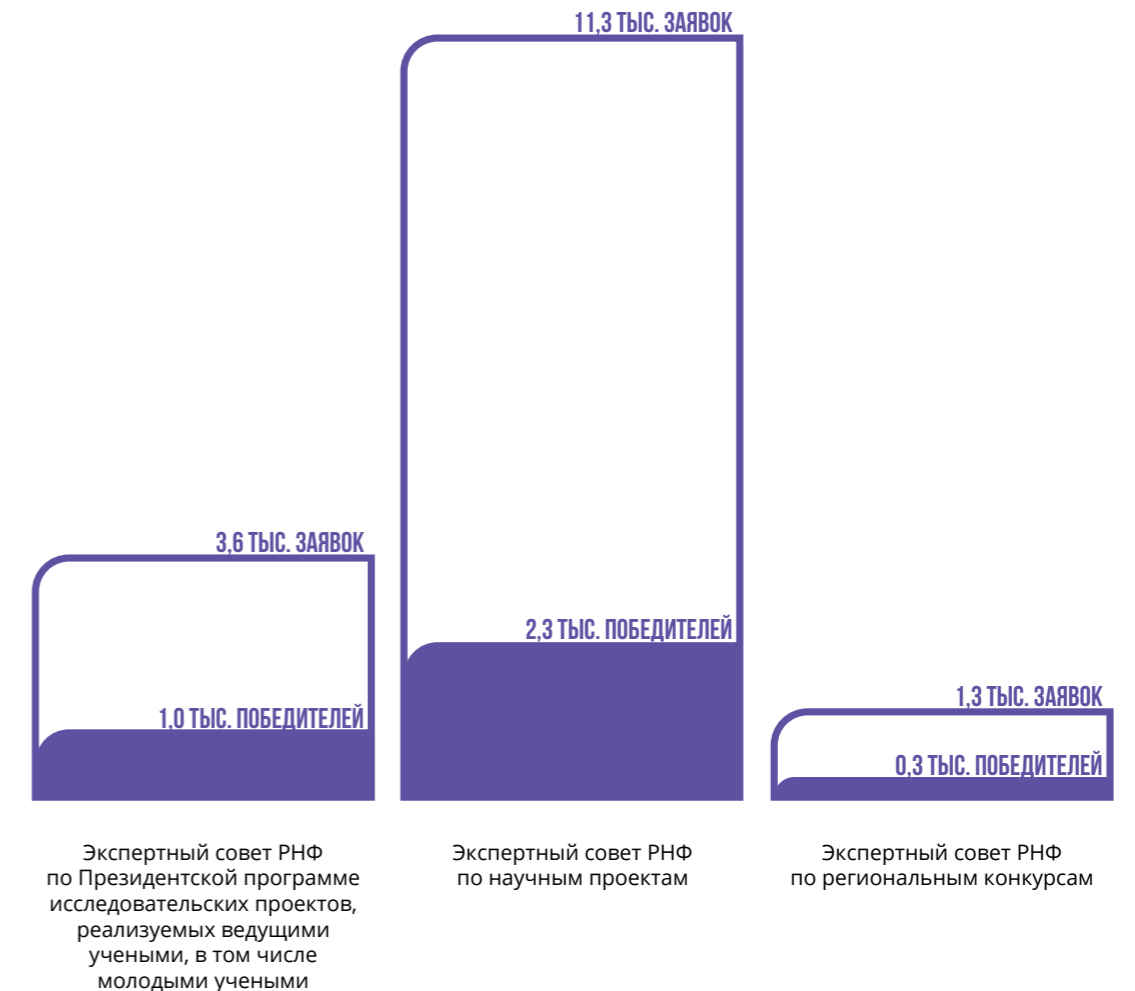 11,3 ТЫС. ЗАЯВОК
2,3 ТЫС. ПОБЕДИТЕЛЕЙ
3,6 ТЫС. ЗАЯВОК
1,0 ТЫС. ПОБЕДИТЕЛЕЙ
1,3 ТЫС. ЗАЯВОК
0,3 ТЫС. ПОБЕДИТЕЛЕЙ
Экспертный совет РНФ
по Президентской программе
исследовательских проектов,
реализуемых ведущими
учеными, в том числе
молодыми учеными
Экспертный совет РНФ
по научным проектам
Экспертный совет РНФ
по региональным конкурсам